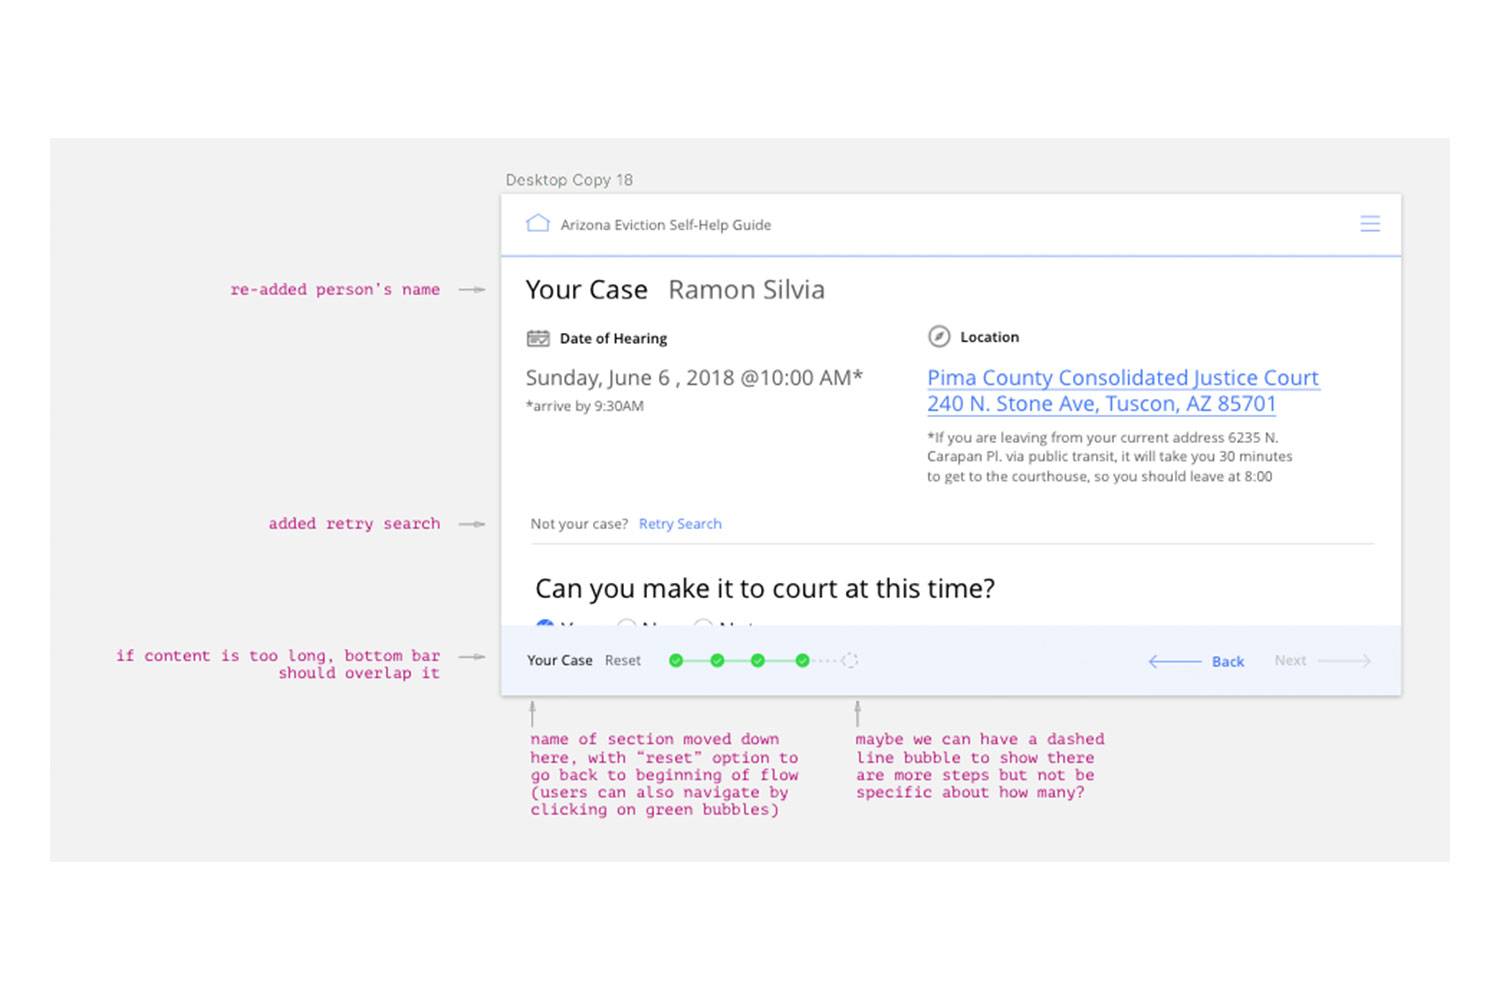 Desktop Copy 18
Arizona Eviction Self-Help Guide
re-added person's name
Your Case Ramon Silvia
Date of Hearing
Sunday, June 6 , 2018 @10:00 AM*
*arrive by 9:30AM
Location
Pima County Consolidated Justice Court
240 N. Stone Ave, Tuscon, AZ 85701
*If you are leaving from your current address 6235 N.
Carapan Pl. via public transit, it will take you 30 minutes
to get to the courthouse, so you should leave at 8:00
added retry search
Not your case? Retry Search
Can you make it to court at this time?
if content is too long, bottom bar
should overlap it
Your Case Reset
Back
Next
name of section moved down
here, with “reset” option to
go back to beginning of flow
(users can also navigate by
clicking on green bubbles)
maybe we can have a dashed
line bubble to show there
are more steps but not be
specific about how many?